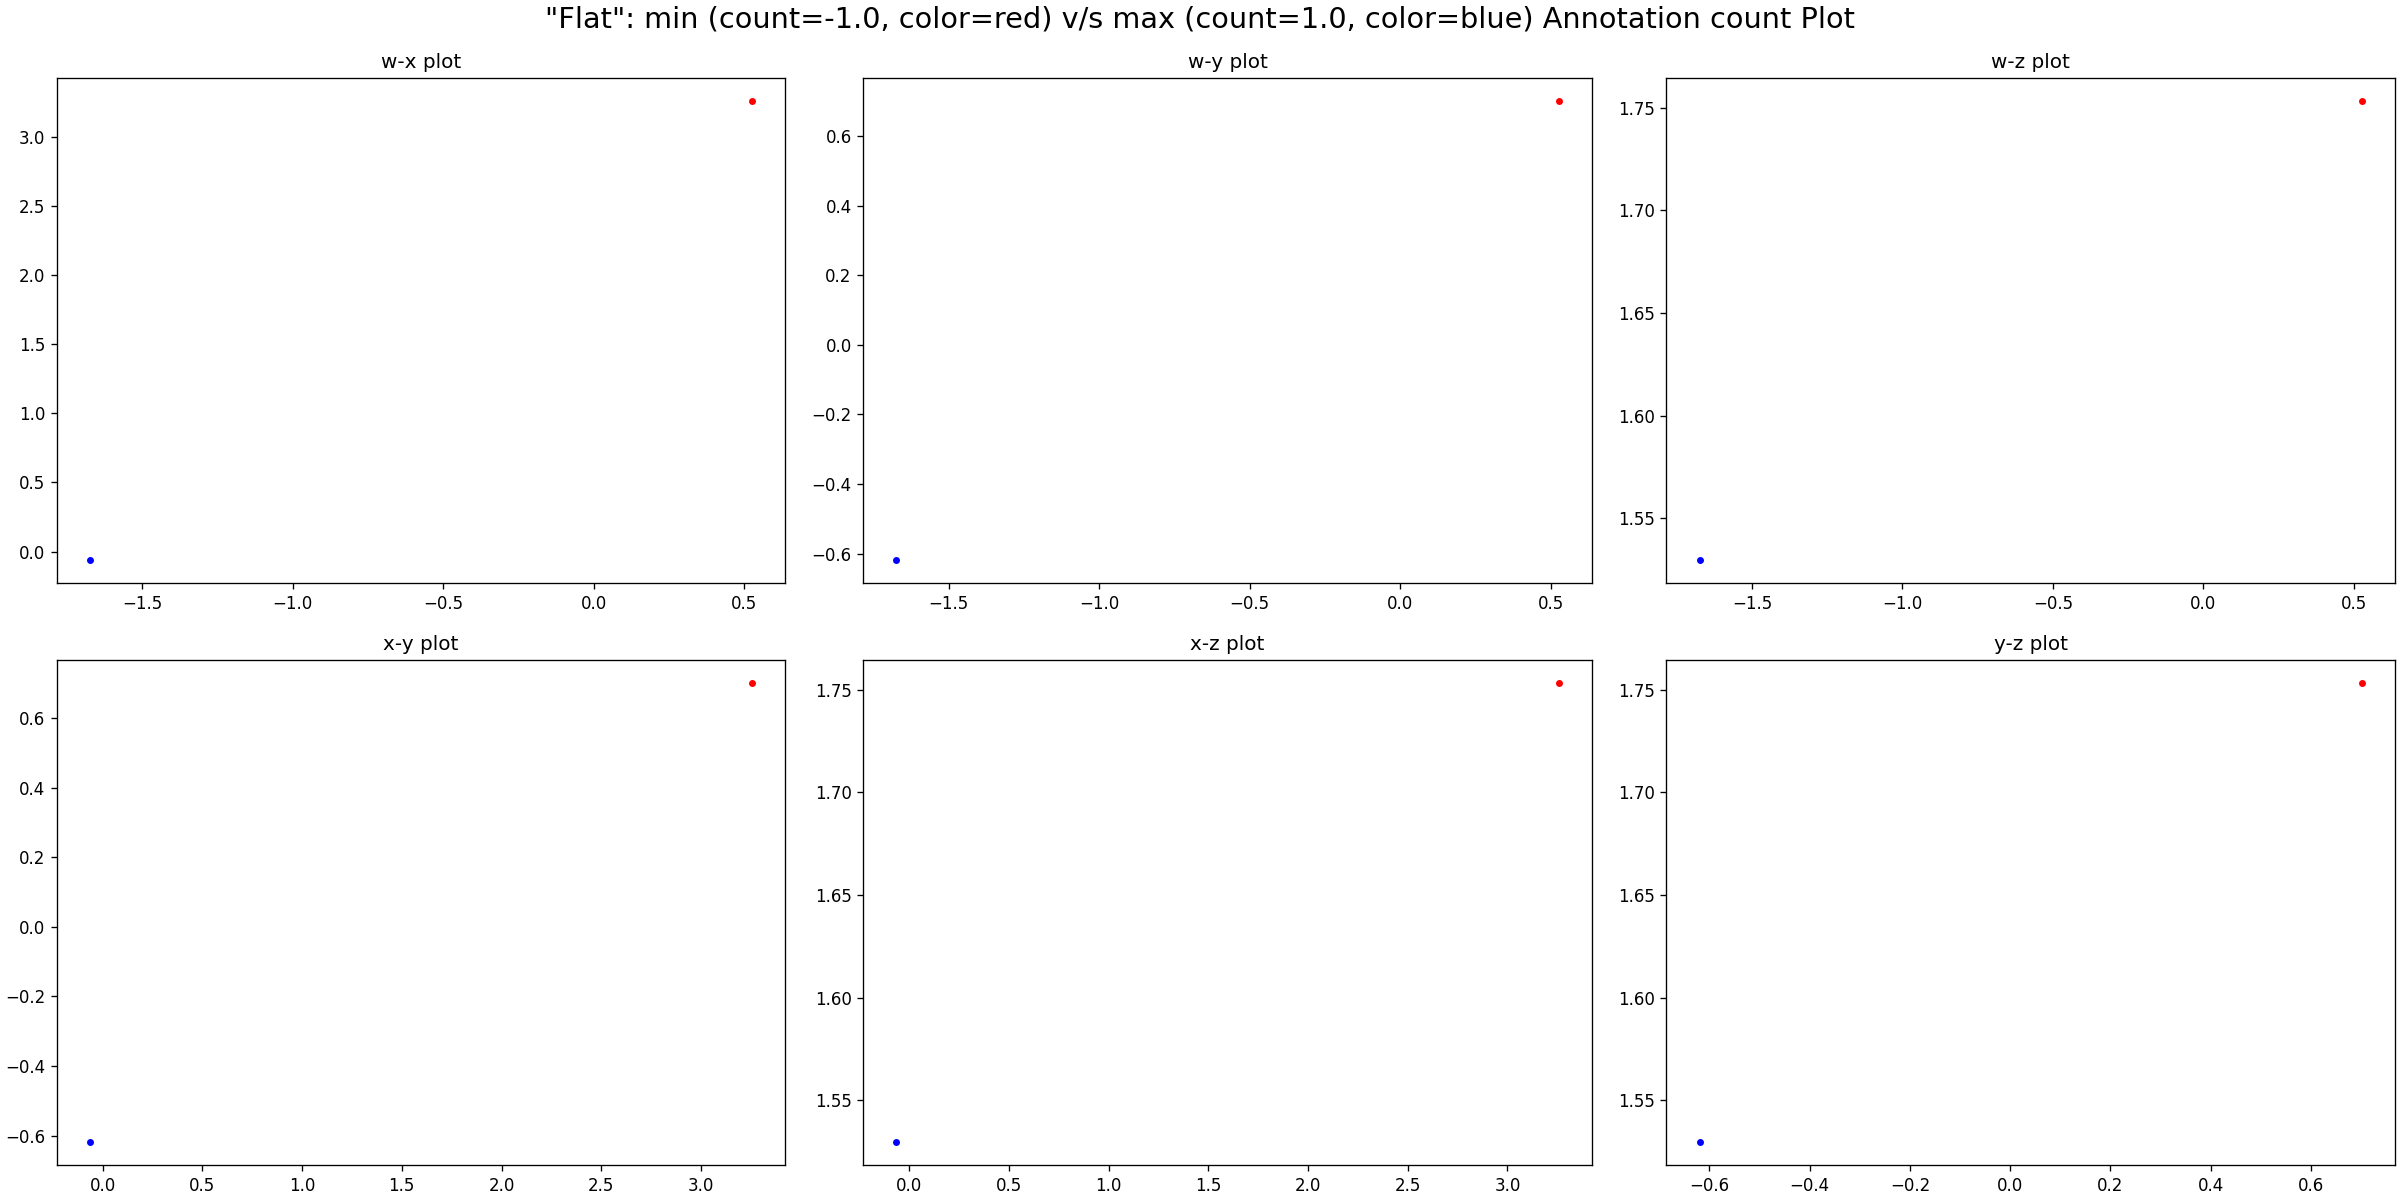 "Flat": min (count=-1.0, color=red) v/s max (count=1.0, color=blue) Annotation count Plot
w-x plot
3.0
2.5
2.0
1.5
1.0
0.5
0.0
−1.5 −1.0 −0.5 0.0 0.5
w-y plot
0.6
0.4
0.2
0.0
−0.2
−0.4
−0.6
−1.5 −1.0 −0.5 0.0 0.5
w-z plot
1.75
1.70
1.65
1.60
1.55
−1.5 −1.0 −0.5 0.0 0.5
x-y plot
0.6
0.4
0.2
0.0
−0.2
−0.4
−0.6
0.0 0.5 1.0 1.5 2.0 2.5 3.0
x-z plot
1.75
1.70
1.65
1.60
1.55
0.0 0.5 1.0 1.5 2.0 2.5 3.0
y-z plot
1.75
1.70
1.65
1.60
1.55
−0.6 −0.4 −0.2 0.0 0.2 0.4 0.6